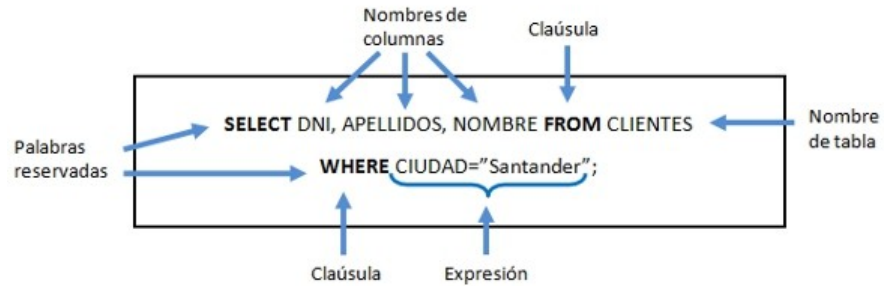 Nombres de
columnas
Claúsula
SELECT DNI, APELLIDOS, NOMBRE FROM CLIENTES
Nombre
de tabla
Palabras
reservadas
WHERE CIUDAD=”Santander”;
Claúsula
Expresión